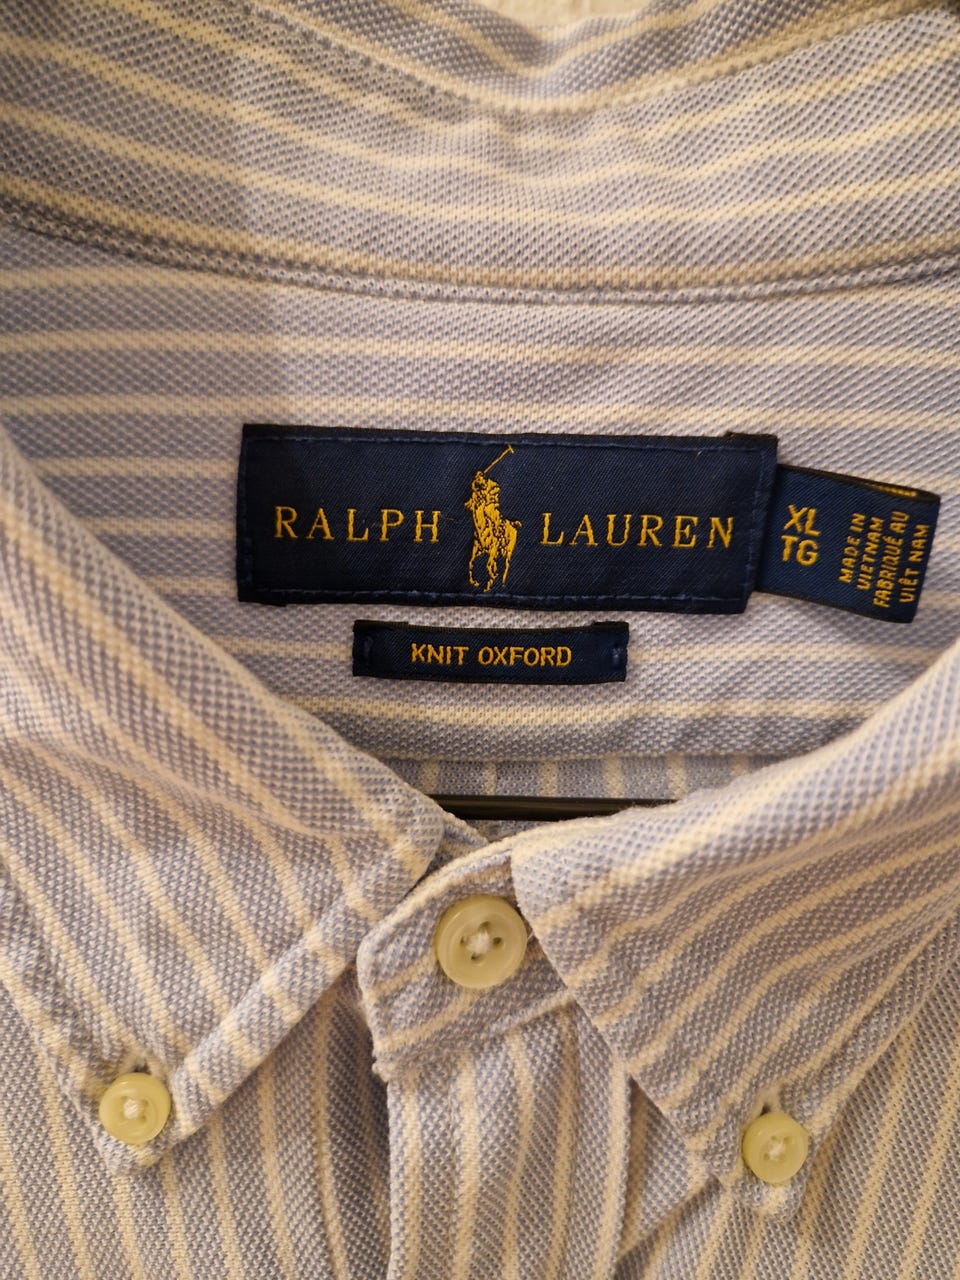 RALPH LAUREN
XL
TG
MADE IN
VIETNAM
FABRIQUÉ AU
VIÊT NAM
KNIT OXFORD